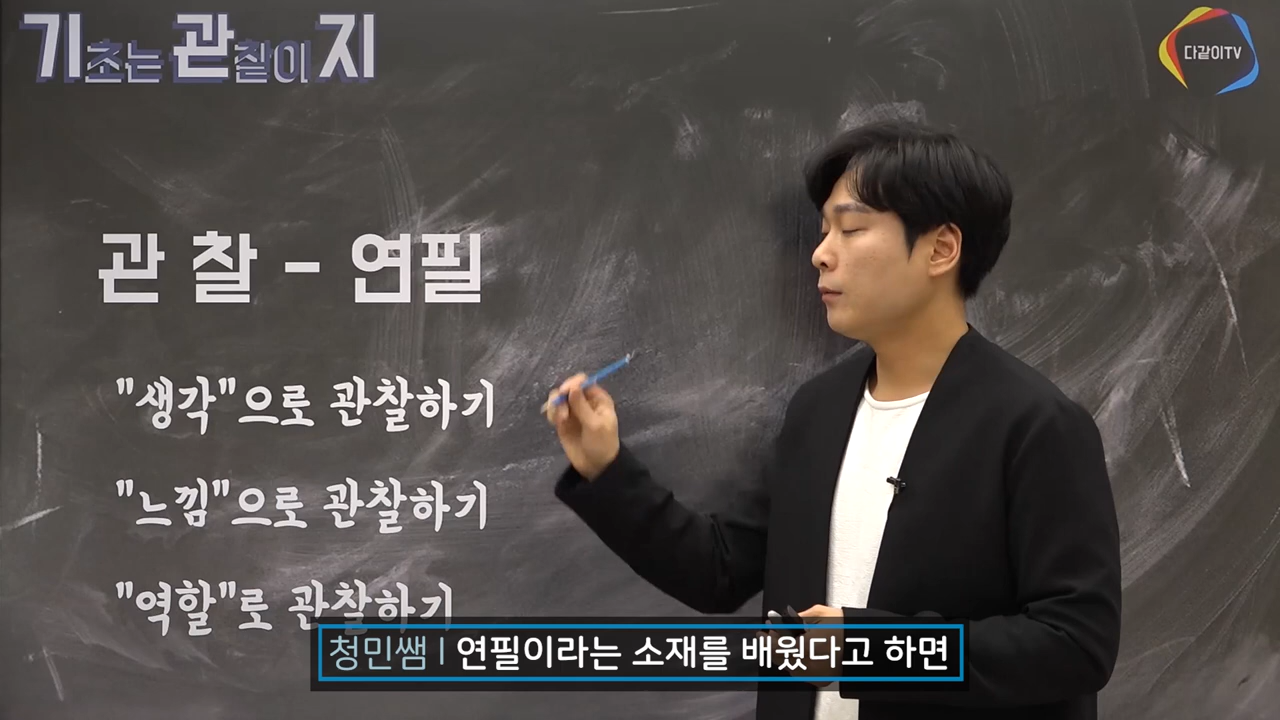 기초는 관찰이지
다같이TV
관찰 - 연필
"생각"으로 관찰하기
"느낌"으로 관찰하기
"역할"로 관찰하기
청민쌤 | 연필이라는 소재를 배웠다고 하면